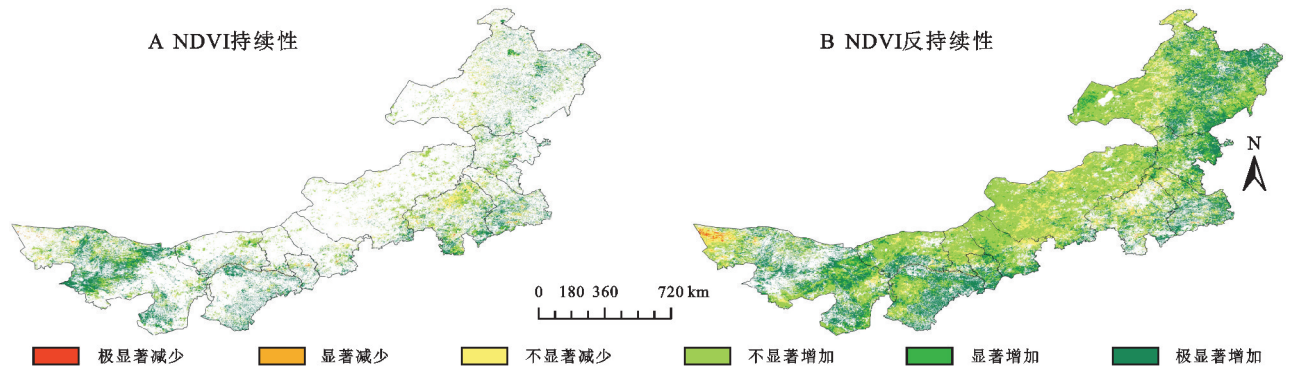 A NDVI持续性
B NDVI反持续性
N
0 180 360 720 km
极显著减少 显著减少 不显著减少 不显著增加 显著增加 极显著增加